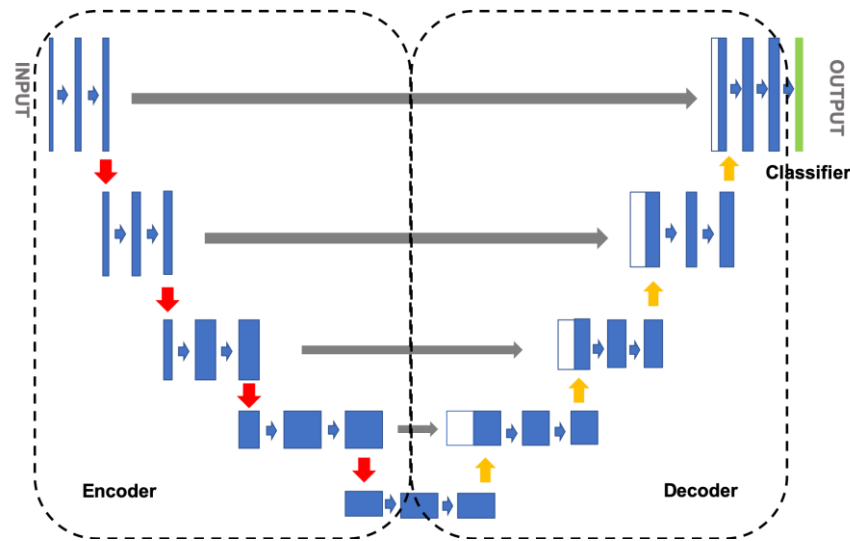 INPUT
OUTPUT
Classifier
Encoder
Decoder